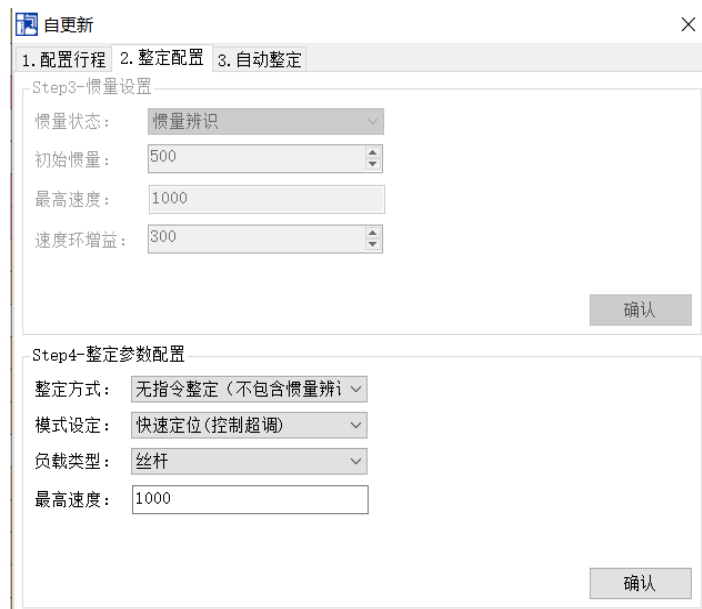 自更新
1.配置行程 2.整定配置 3.自动整定
Step3-惯量设置
惯量状态： 惯量辨识
初始惯量： 500
最高速度： 1000
速度环增益： 300
确认
Step4-整定参数配置
整定方式： 无指令整定（不包含惯量辨
模式设定： 快速定位(控制超调)
负载类型： 丝杆
最高速度： 1000
确认